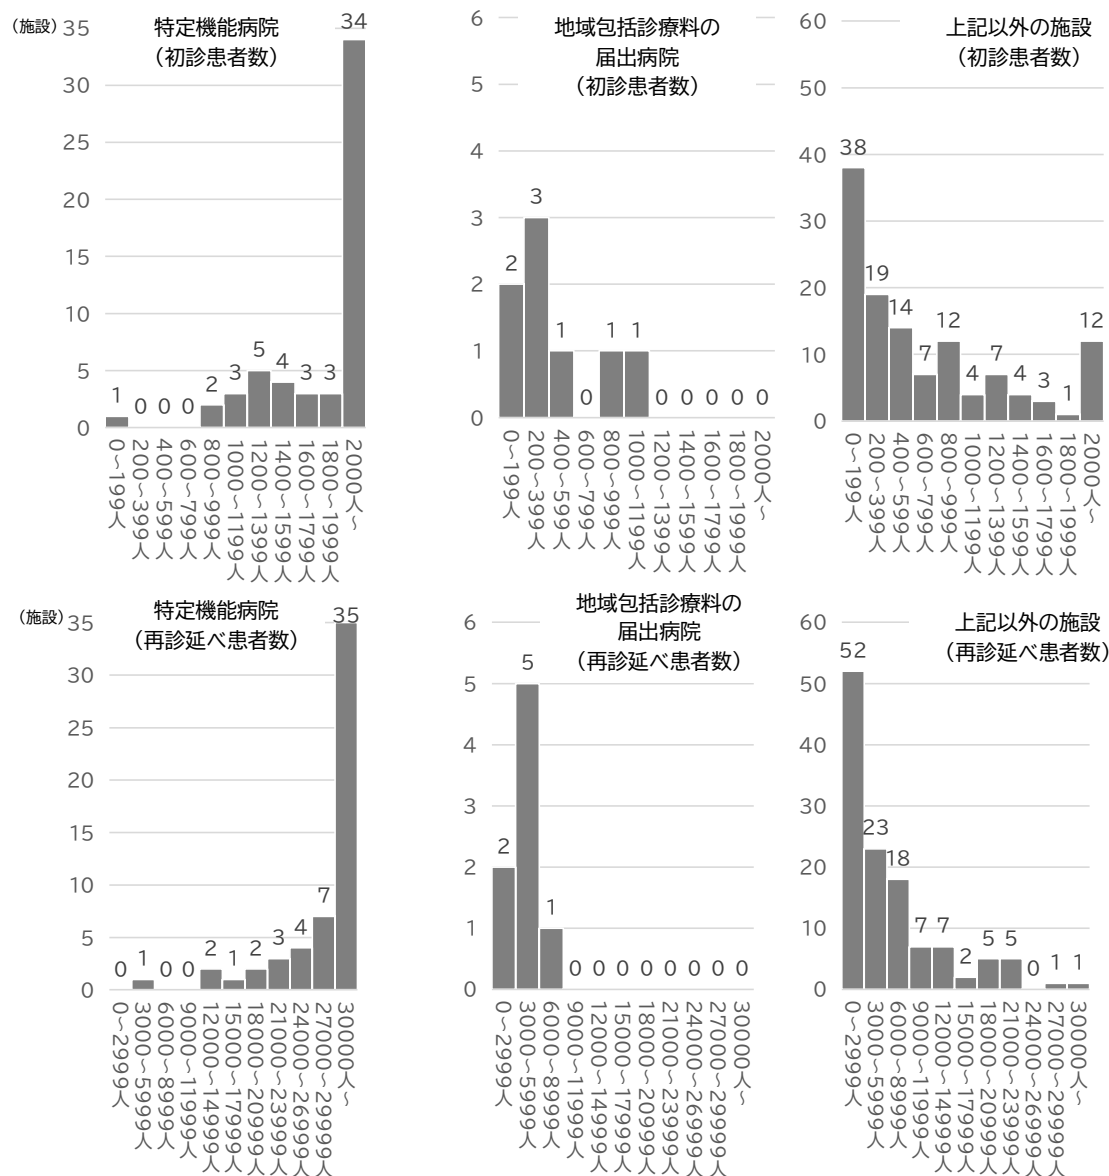 （施設）
特定機能病院
（初診患者数）
35
30
25
20
15
10
5
0
1
0
0
0
2
3
5
4
3
3
34
0～199人
200～399人
400～599人
600～799人
800～999人
1000～1199人
1200～1399人
1400～1599人
1600～1799人
1800～1999人
2000人～
地域包括診療料の
届出病院
（初診患者数）
6
5
4
3
2
1
0
2
3
1
0
1
1
0
0
0
0
0
0～199人
200～399人
400～599人
600～799人
800～999人
1000～1199人
1200～1399人
1400～1599人
1600～1799人
1800～1999人
2000人～
上記以外の施設
（初診患者数）
60
50
40
30
20
10
0
38
19
14
7
12
4
7
4
3
1
12
0～199人
200～399人
400～599人
600～799人
800～999人
1000～1199人
1200～1399人
1400～1599人
1600～1799人
1800～1999人
2000人～
（施設）
特定機能病院
（再診延べ患者数）
35
30
25
20
15
10
5
0
0
1
0
0
2
1
2
3
4
7
35
0～2999人
3000～5999人
6000～8999人
9000～11999人
12000～14999人
15000～17999人
18000～20999人
21000～23999人
24000～26999人
27000～29999人
30000人～
地域包括診療料の
届出病院
（再診延べ患者数）
6
5
4
3
2
1
0
2
5
1
0
0
0
0
0
0
0
0
0～2999人
3000～5999人
6000～8999人
9000～11999人
12000～14999人
15000～17999人
18000～20999人
21000～23999人
24000～26999人
27000～29999人
30000人～
上記以外の施設
（再診延べ患者数）
60
50
40
30
20
10
0
52
23
18
7
7
2
5
5
0
1
1
0～2999人
3000～5999人
6000～8999人
9000～11999人
12000～14999人
15000～17999人
18000～20999人
21000～23999人
24000～26999人
27000～29999人
30000人～